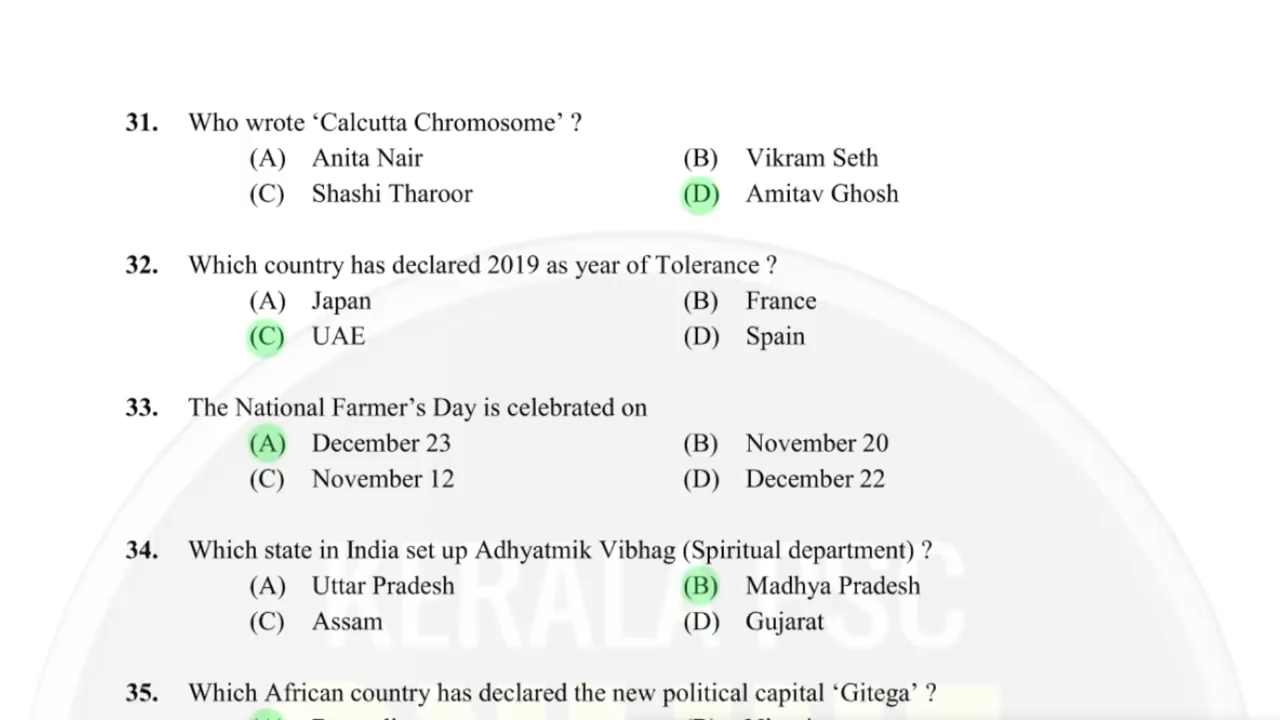 31. Who wrote ‘Calcutta Chromosome’ ?
(A) Anita Nair (B) Vikram Seth
(C) Shashi Tharoor (D) Amitav Ghosh
32. Which country has declared 2019 as year of Tolerance ?
(A) Japan (B) France
(C) UAE (D) Spain
33. The National Farmer’s Day is celebrated on
(A) December 23 (B) November 20
(C) November 12 (D) December 22
34. Which state in India set up Adhyatmik Vibhag (Spiritual department) ?
(A) Uttar Pradesh (B) Madhya Pradesh
(C) Assam (D) Gujarat
KERALA PSC
35. Which African country has declared the new political capital ‘Gitega’ ?